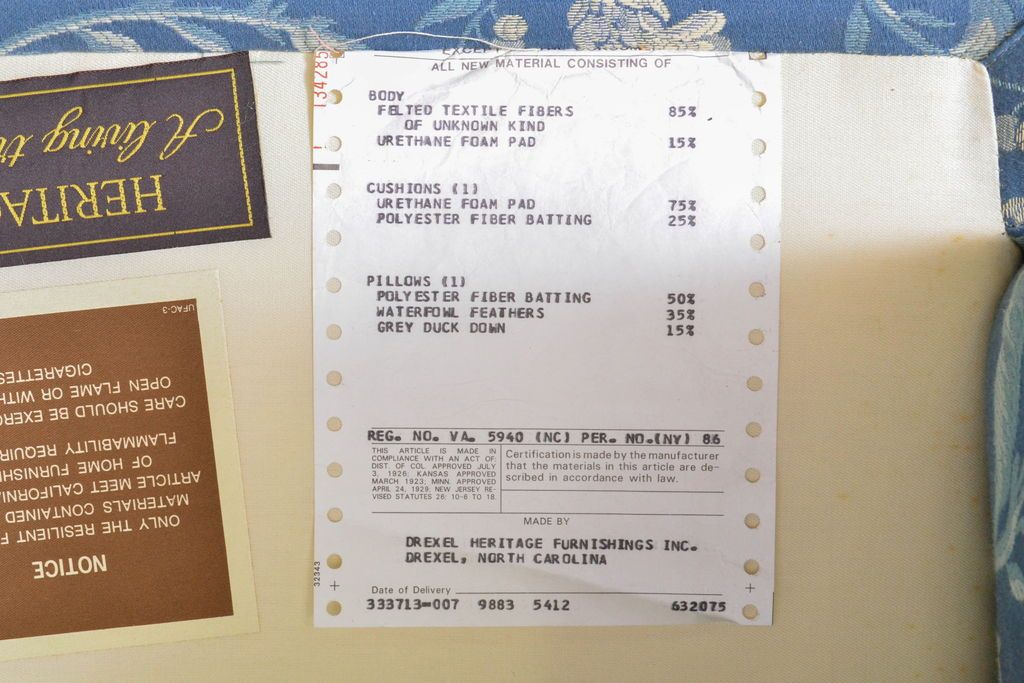 ALL NEW MATERIAL CONSISTING OF
BODY
FELTED TEXTILE FIBERS 85%
OF UNKNOWN KIND
URETHANE FOAM PAD 15%
CUSHIONS (1)
URETHANE FOAM PAD 75%
POLYESTER FIBER BATTING 25%
PILLOWS (1)
POLYESTER FIBER BATTING 50%
WATERFOWL FEATHERS 35%
GREY DUCK DOWN 15%
REG. NO. VA. 5940 (NC) PER. NO.(NY) 86
THIS ARTICLE IS MADE IN
COMPLIANCE WITH AN ACT OF
DIST. OF COL. APPROVED JULY
3, 1926; KANSAS APPROVED
MARCH 1923; MINN. APPROVED
APRIL 24, 1929; NEW JERSEY RE-
VISED STATUTES 26: 10-6 TO 18.
Certification is made by the manufacturer
that the materials in this article are de-
scribed in accordance with law.
MADE BY
DREXEL HERITAGE FURNISHINGS INC.
DREXEL, NORTH CAROLINA
Date of Delivery
333713-007 9883 5412 632075
32343
134285
A living
HERITA
NOTICE
ONLY THE RESILIENT
MATERIALS CONTAINED
ARTICLE MEET CALIFORNIA
OF HOME FURNISH
FLAMMABILITY REQUIR
CARE SHOULD BE EXERC
OPEN FLAME OR WITH
CIGARETTES
UFAC-3